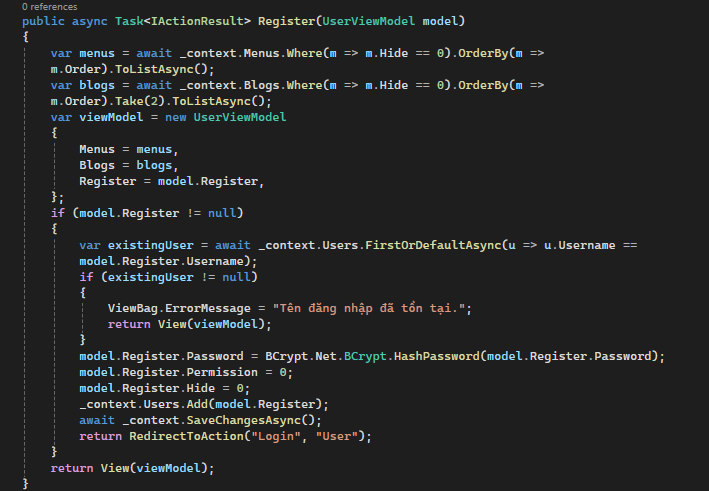 0 references
public async Task<IActionResult> Register(UserViewModel model)
{
var menus = await _context.Menus.Where(m => m.Hide == 0).OrderBy(m =>
m.Order).ToListAsync();
var blogs = await _context.Blogs.Where(m => m.Hide == 0).OrderBy(m =>
m.Order).Take(2).ToListAsync();
var viewModel = new UserViewModel
{
Menus = menus,
Blogs = blogs,
Register = model.Register,
};
if (model.Register != null)
{
var existingUser = await _context.Users.FirstOrDefaultAsync(u => u.Username ==
model.Register.Username);
if (existingUser != null)
{
ViewBag.ErrorMessage = "Tên đăng nhập đã tồn tại.";
return View(viewModel);
}
model.Register.Password = BCrypt.Net.BCrypt.HashPassword(model.Register.Password);
model.Register.Permission = 0;
model.Register.Hide = 0;
_context.Users.Add(model.Register);
await _context.SaveChangesAsync();
return RedirectToAction("Login", "User");
}
return View(viewModel);
}